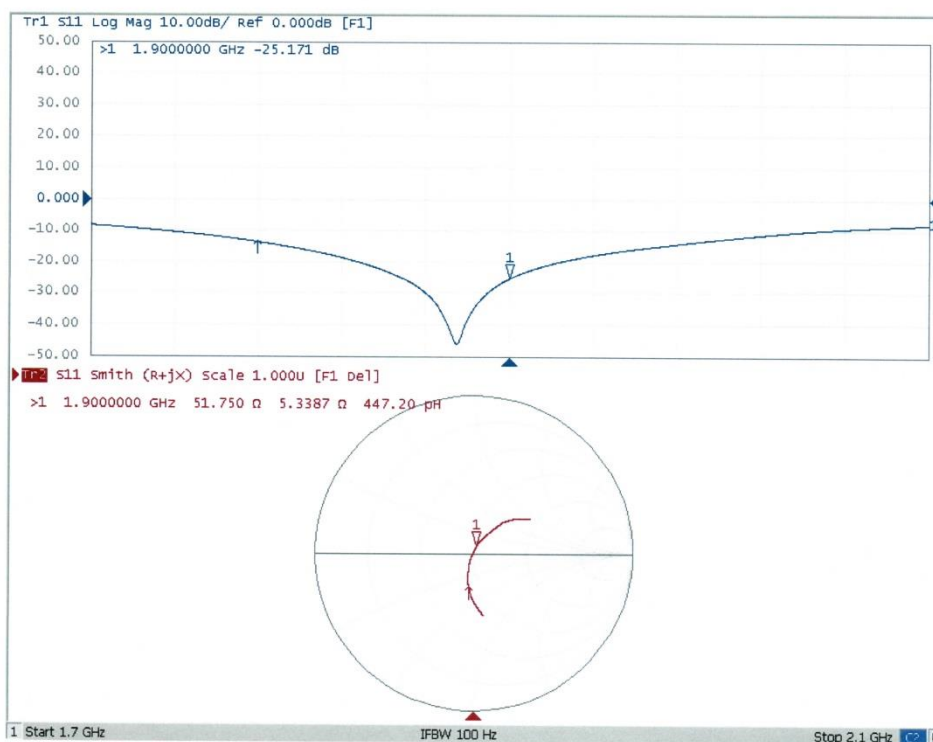 Tr1 S11 Log Mag 10.00dB/ Ref 0.000dB [F1]
50.00
>1 1.9000000 GHz -25.171 dB
40.00
30.00
20.00
10.00
0.000
-10.00
-20.00
1
-30.00
-40.00
-50.00
Tr2 S11 Smith (R+jX) Scale 1.000U [F1 Del]
>1 1.9000000 GHz 51.750 Ω 5.3387 Ω 447.20 pH
1
1 Start 1.7 GHz IFBW 100 Hz Stop 2.1 GHz C2